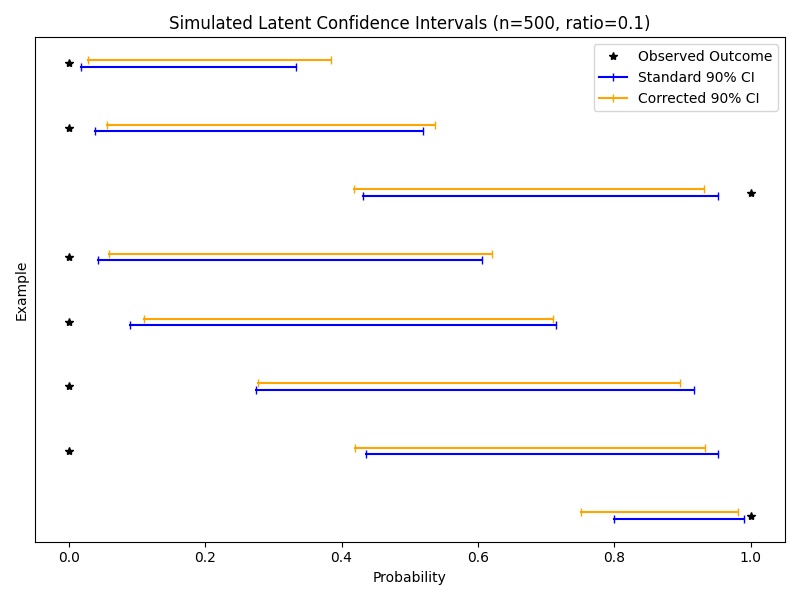 Simulated Latent Confidence Intervals (n=500, ratio=0.1)
Observed Outcome
Standard 90% CI
Corrected 90% CI
Example
0.0 0.2 0.4 0.6 0.8 1.0
Probability